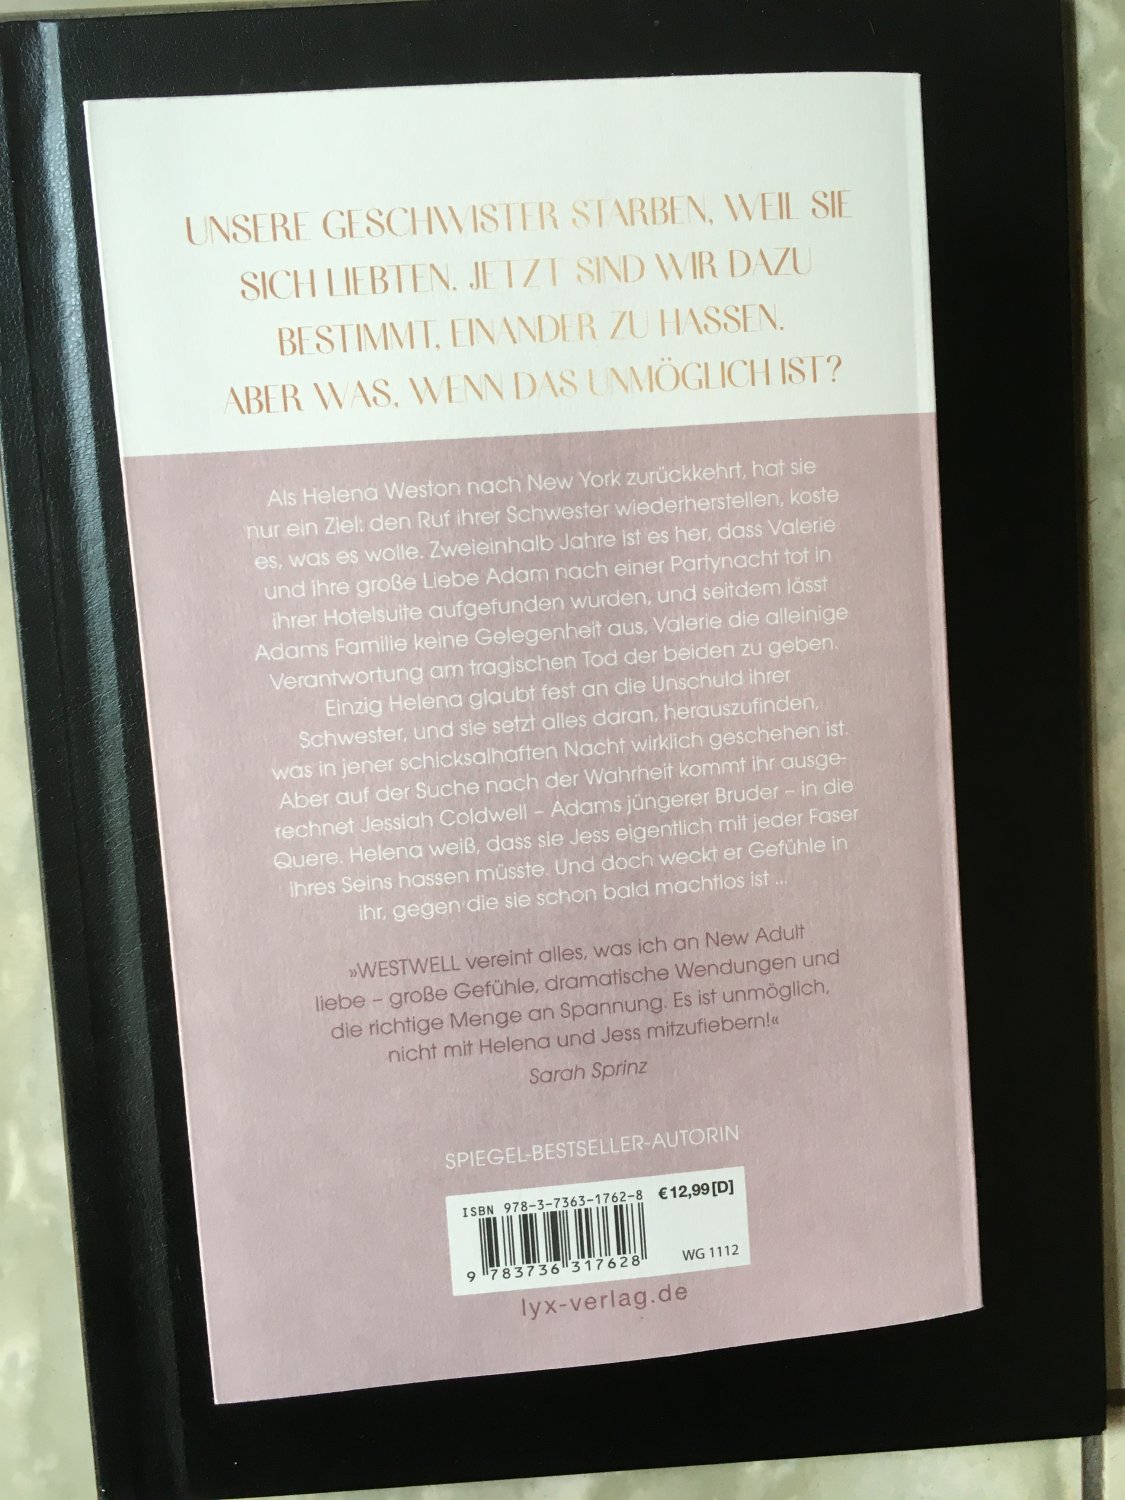 UNSERE GESCHWISTER STARBEN, WEIL SIE
SICH LIEBTEN. JETZT SIND WIR DAZU
BESTIMMT, EINANDER ZU HASSEN.
ABER WAS, WENN DAS UNMÖGLICH IST?
Als Helena Weston nach New York zurückkehrt, hat sie
nur ein Ziel: den Ruf ihrer Schwester wiederherstellen, koste
es, was es wolle. Zweieinhalb Jahre ist es her, dass Valerie
und ihre große Liebe Adam nach einer Partynacht tot in
ihrer Hotelsuite aufgefunden wurden, und seitdem lässt
Adams Familie keine Gelegenheit aus, Valerie die alleinige
Verantwortung am tragischen Tod der beiden zu geben.
Einzig Helena glaubt fest an die Unschuld ihrer
Schwester, und sie setzt alles daran, herauszufinden,
was in jener schicksalhaften Nacht wirklich geschehen ist.
Aber auf der Suche nach der Wahrheit kommt ihr ausge-
rechnet Jessiah Coldwell – Adams jüngerer Bruder – in die
Quere. Helena weiß, dass sie Jess eigentlich mit jeder Faser
ihres Seins hassen müsste. Und doch weckt er Gefühle in
ihr, gegen die sie schon bald machtlos ist ...
»WESTWELL vereint alles, was ich an New Adult
liebe – große Gefühle, dramatische Wendungen und
die richtige Menge an Spannung. Es ist unmöglich,
nicht mit Helena und Jess mitzufiebern!«
Sarah Sprinz
SPIEGEL-BESTSELLER-AUTORIN
ISBN 978-3-7363-1762-8 € 12,99 [D]
WG 1112
9 783736 317628
lyx-verlag.de